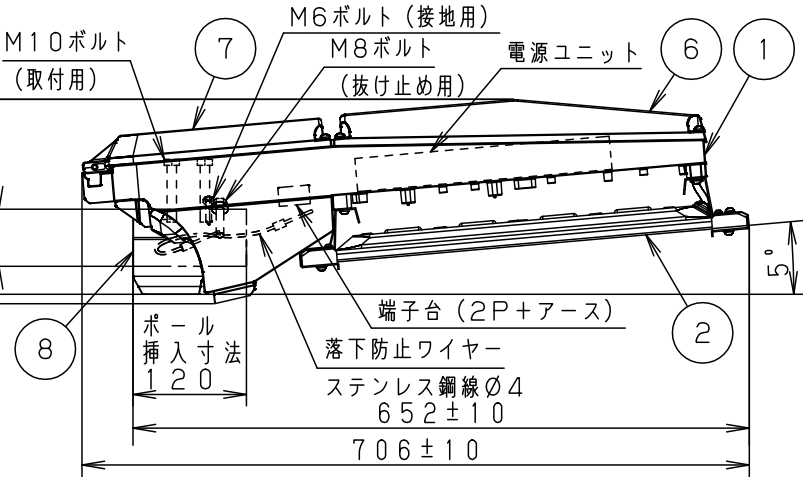 M6ボルト(接地用)
M10ボルト
(取付用)
7
M8ボルト
(抜け止め用)
電源ユニット
6
1
5°
端子台(2P+アース)
2
8
ポール
挿入寸法
120
落下防止ワイヤー
ステンレス鋼線Ø4
652±10
706±10